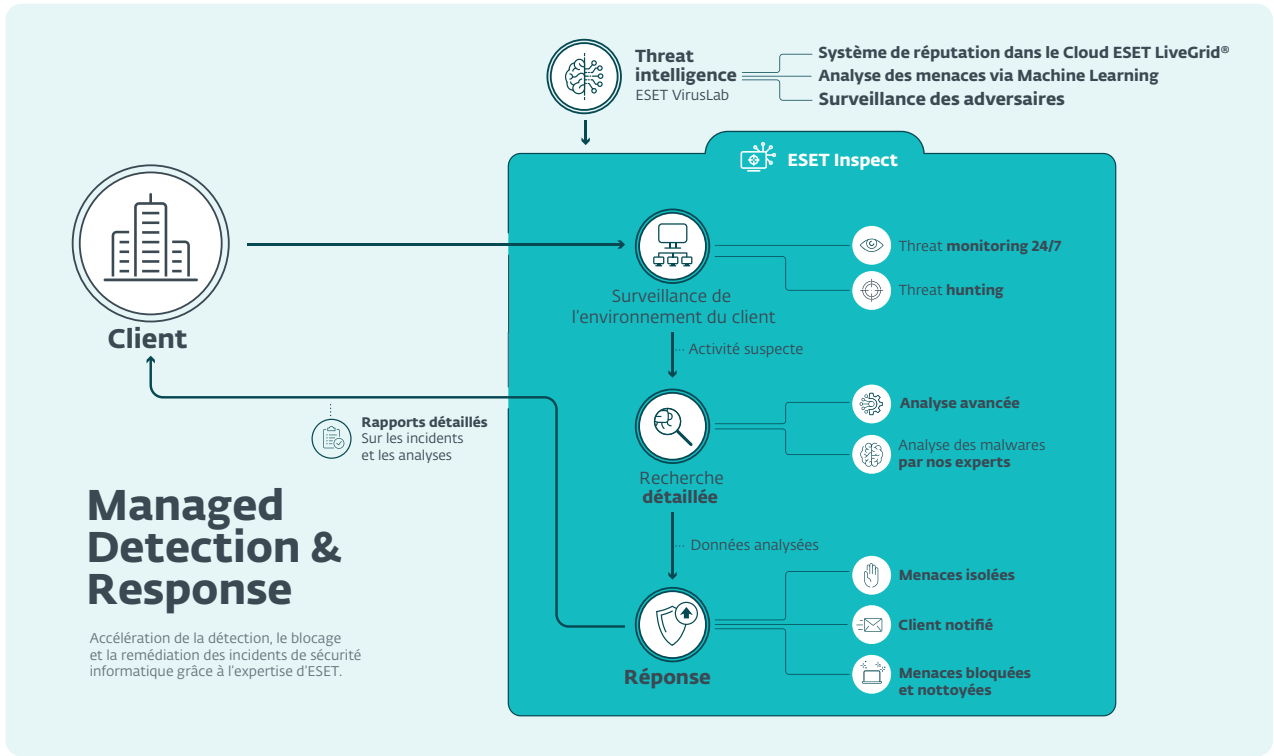 Threat
intelligence
ESET VirusLab
Système de réputation dans le Cloud ESET LiveGrid®
Analyse des menaces via Machine Learning
Surveillance des adversaires
ESET Inspect
Client
Surveillance de
l'environnement du client
Threat monitoring 24/7
Threat hunting
Activité suspecte
Rapports détaillés
Sur les incidents
et les analyses
Recherche
détaillée
Analyse avancée
Analyse des malwares
par nos experts
Données analysées
Managed
Detection &
Response
Accélération de la détection, le blocage
et la remédiation des incidents de sécurité
informatique grâce à l'expertise d'ESET.
Réponse
Menaces isolées
Client notifié
Menaces bloquées
et nottoyées